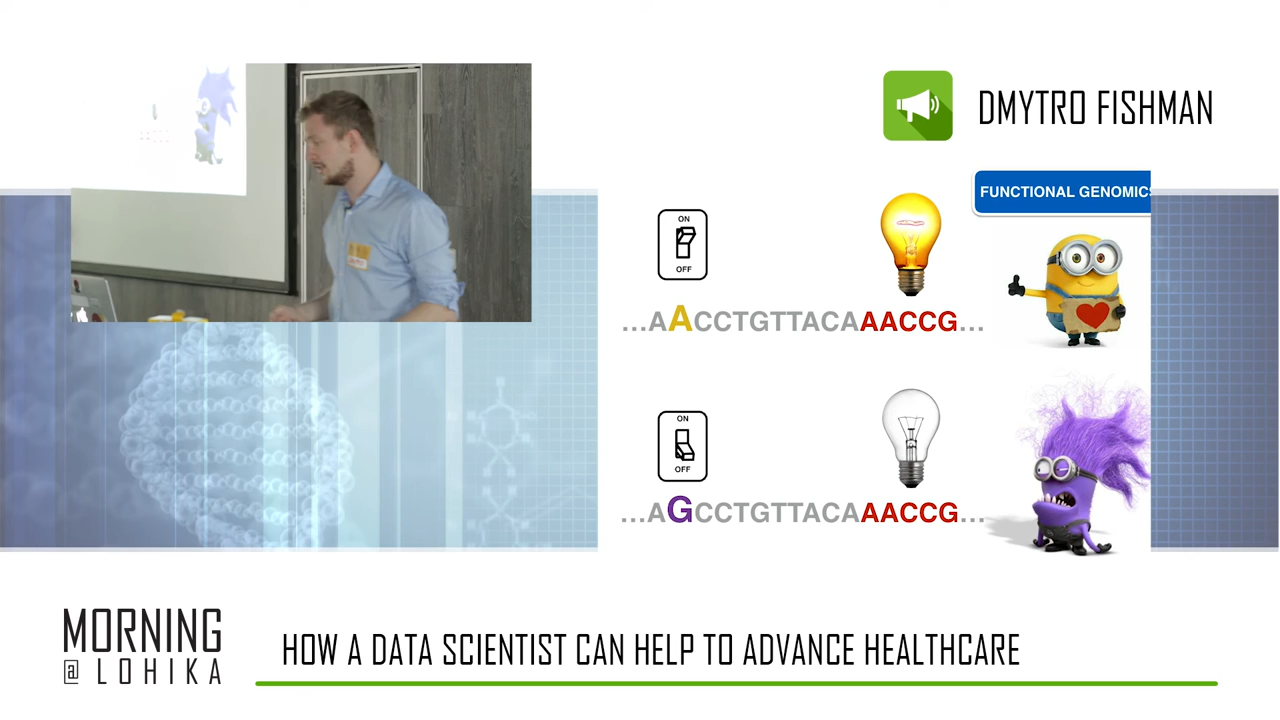 DMYTRO FISHMAN
FUNCTIONAL GENOMICS
ON
OFF
...AACCTGTTACAAACCG...
ON
OFF
...AGCCTGTTACAAACCG...
MORNING
@ LOHIKA
HOW A DATA SCIENTIST CAN HELP TO ADVANCE HEALTHCARE